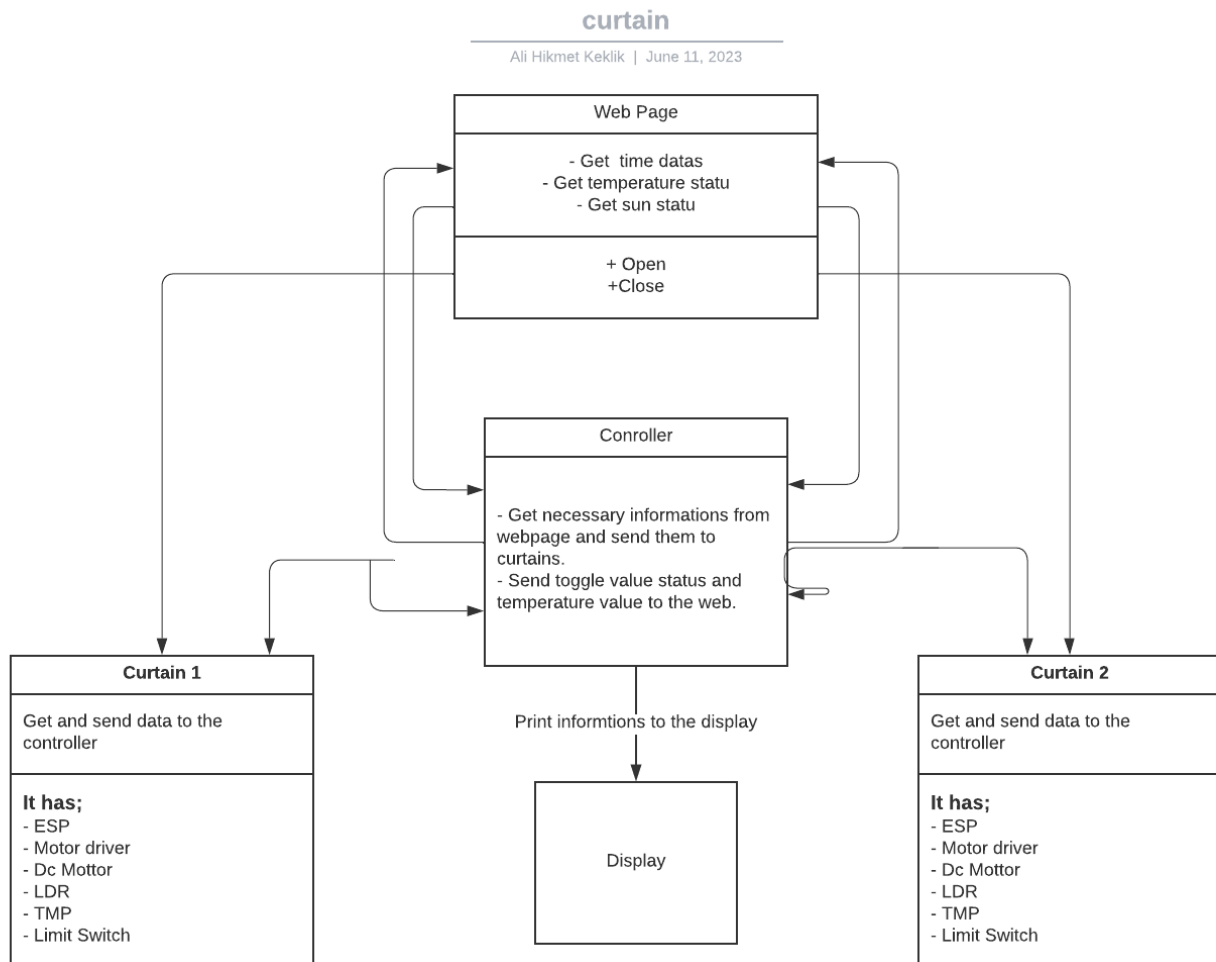 curtain
Ali Hikmet Keklik | June 11, 2023
Web Page
- Get  time datas
- Get temperature statu
- Get sun statu
+ Open
+Close
Conroller
- Get necessary informations from
webpage and send them to
curtains.
- Send toggle value status and
temperature value to the web.
Curtain 1
Get and send data to the
controller
It has;
- ESP
- Motor driver
- Dc Mottor
- LDR
- TMP
- Limit Switch
Print informtions to the display
Display
Curtain 2
Get and send data to the
controller
It has;
- ESP
- Motor driver
- Dc Mottor
- LDR
- TMP
- Limit Switch